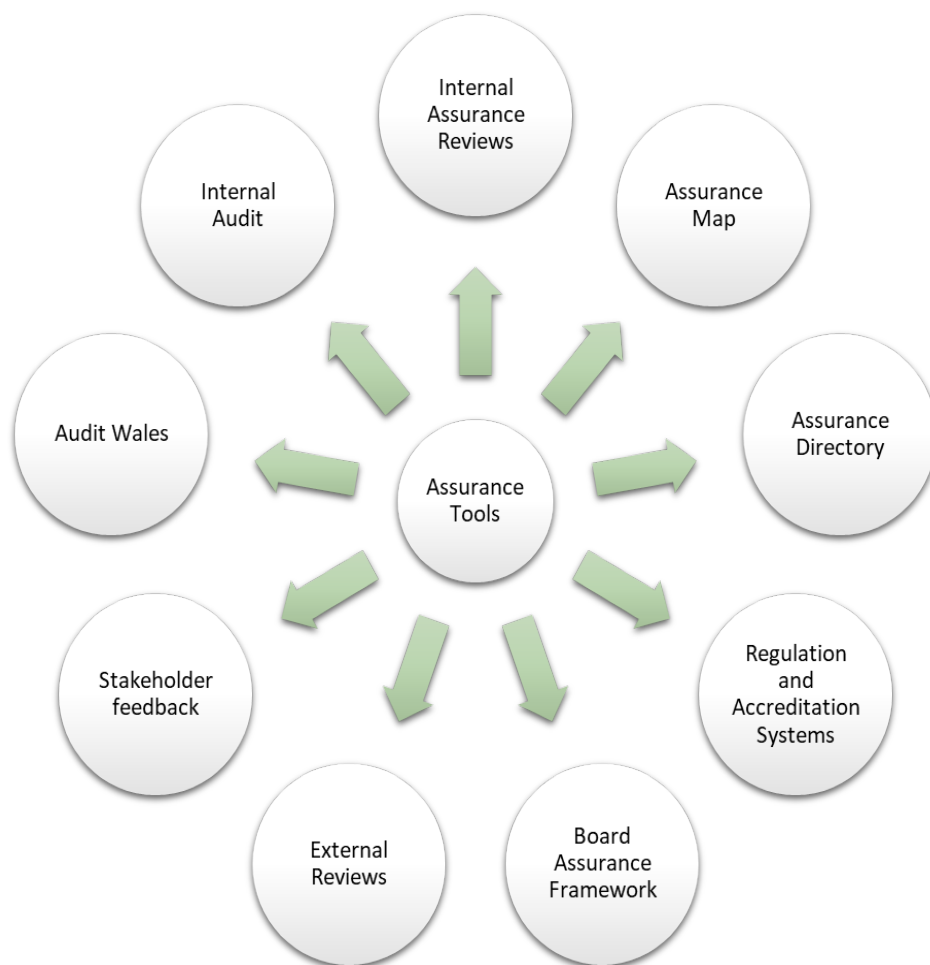 Internal
Assurance
Reviews
Assurance
Map
Assurance
Directory
Regulation
and
Accreditation
Systems
Board
Assurance
Framework
External
Reviews
Stakeholder
feedback
Audit Wales
Internal
Audit
Assurance
Tools